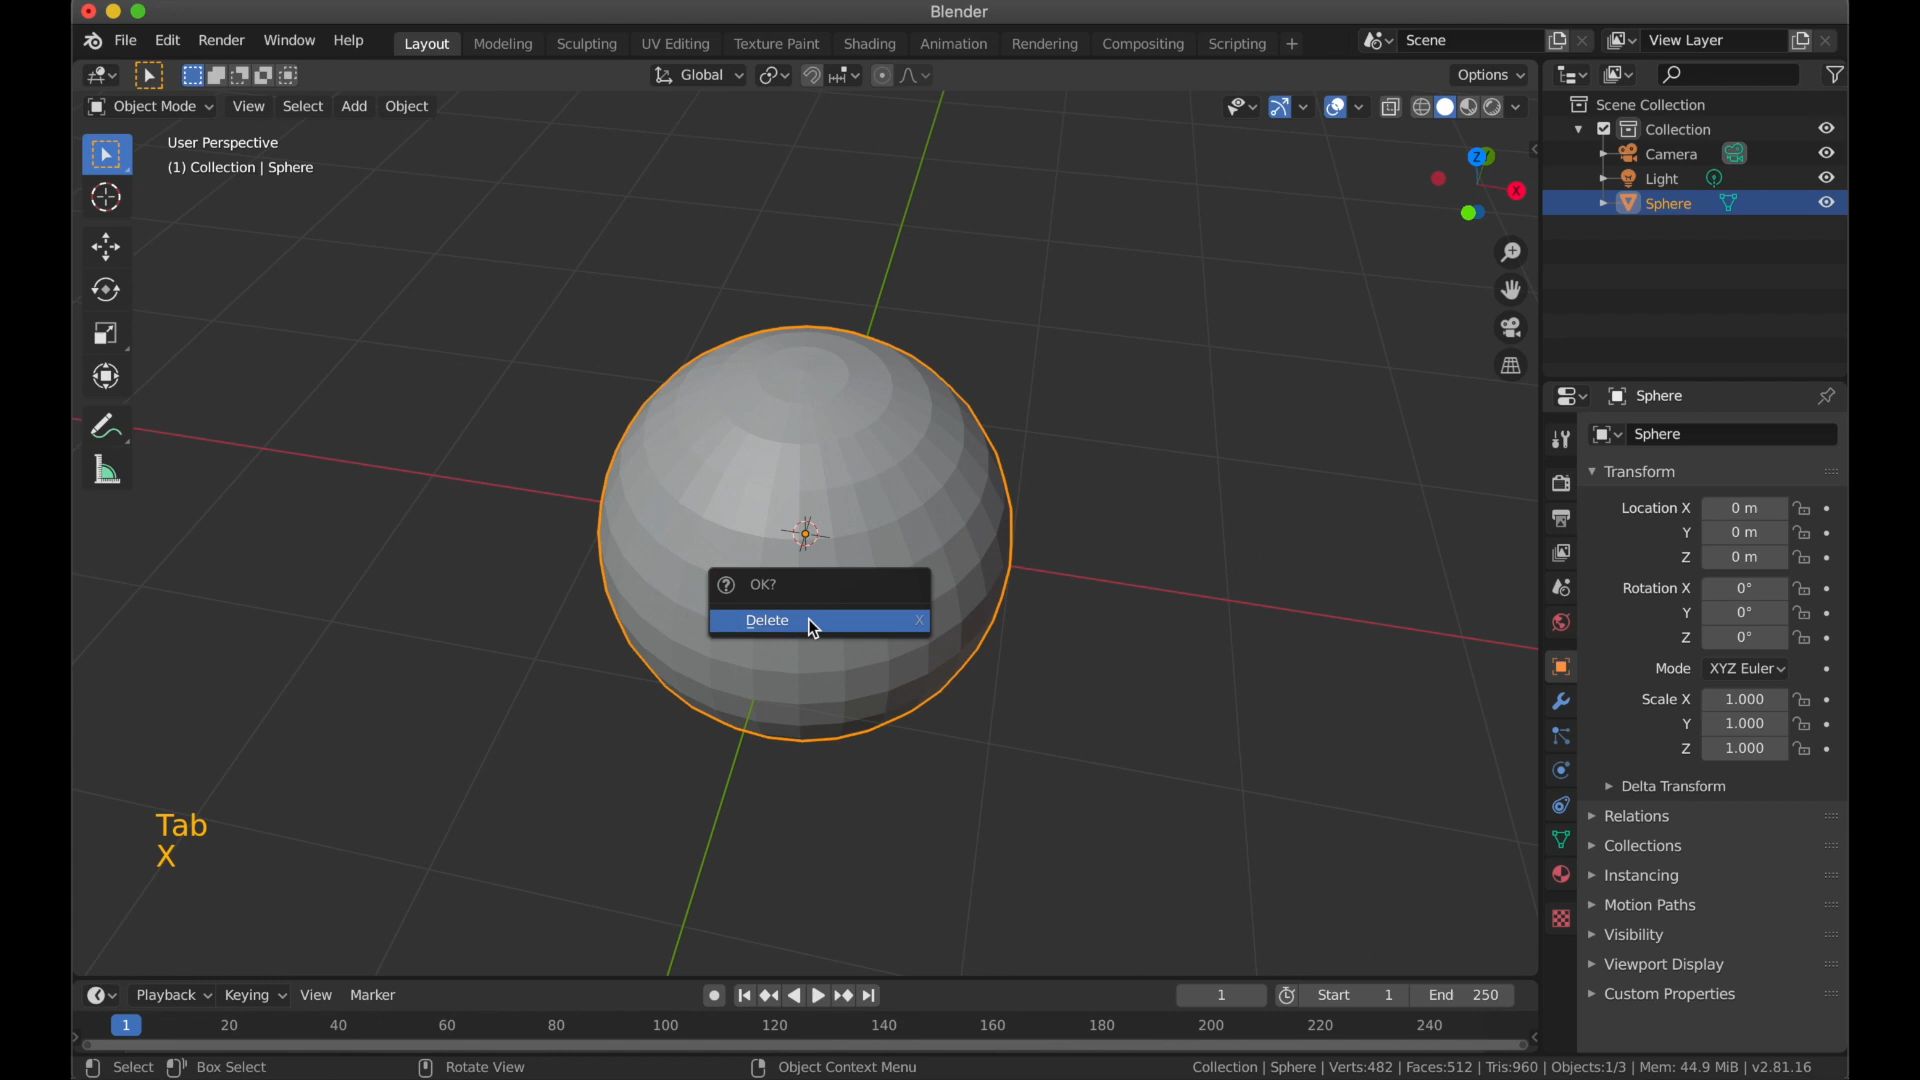 Blender
File Edit Render Window Help Layout Modeling Sculpting UV Editing Texture Paint Shading Animation Rendering Compositing Scripting + Scene View Layer
Global Options
Object Mode View Select Add Object
User Perspective
(1) Collection | Sphere
Z Y
X
Scene Collection
Collection
Camera
Light
Sphere
OK?
Delete X
Tab
X
Sphere
Sphere
Transform
Location X 0 m
Y 0 m
Z 0 m
Rotation X 0°
Y 0°
Z 0°
Mode XYZ Euler
Scale X 1.000
Y 1.000
Z 1.000
Delta Transform
Relations
Collections
Instancing
Motion Paths
Visibility
Viewport Display
Custom Properties
Playback Keying View Marker 1 Start 1 End 250
1 20 40 60 80 100 120 140 160 180 200 220 240
Select Box Select Rotate View Object Context Menu Collection | Sphere | Verts:482 | Faces:512 | Tris:960 | Objects:1/3 | Mem: 44.9 MiB | v2.81.16